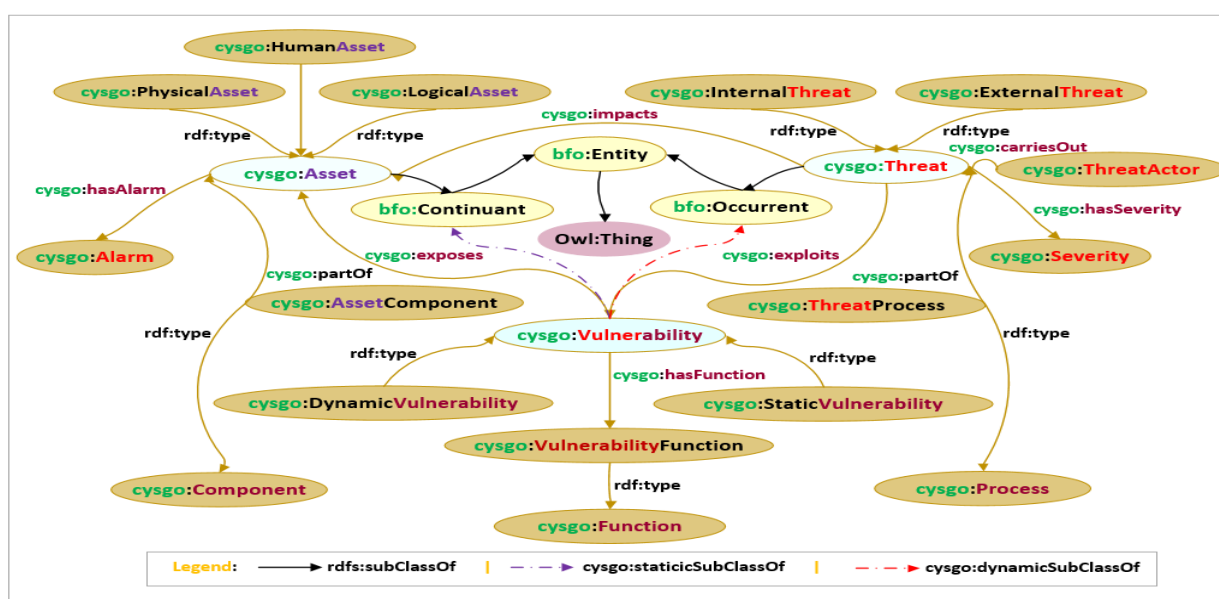 cysgo:HumanAsset
cysgo:PhysicalAsset
cysgo:LogicalAsset
cysgo:InternalThreat
cysgo:ExternalThreat
cysgo:impacts
rdf:type
rdf:type
rdf:type
rdf:type
bfo:Entity
cysgo:carriesOut
cysgo:Asset
cysgo:Threat
cysgo:ThreatActor
cysgo:hasAlarm
bfo:Continuant
bfo:Occurrent
cysgo:hasSeverity
Owl:Thing
cysgo:Alarm
cysgo:exposes
cysgo:exploits
cysgo:Severity
cysgo:partOf
cysgo:partOf
cysgo:AssetComponent
cysgo:ThreatProcess
rdf:type
cysgo:Vulnerability
rdf:type
rdf:type
rdf:type
cysgo:hasFunction
cysgo:DynamicVulnerability
cysgo:StaticVulnerability
cysgo:VulnerabilityFunction
rdf:type
cysgo:Component
cysgo:Process
cysgo:Function
Legend: rdfs:subClassOf | cysgo:staticicSubClassOf | cysgo:dynamicSubClassOf